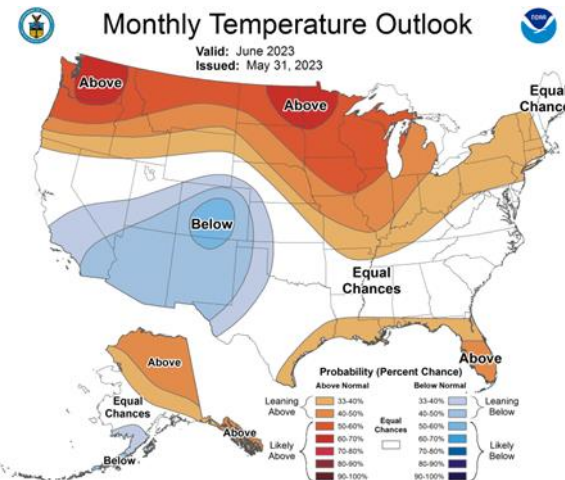 Monthly Temperature Outlook
Valid: June 2023
Issued: May 31, 2023
Above
Above
Equal
Chances
Below
Equal
Chances
Above
Above
Equal
Chances
Above
Below
Probability (Percent Chance)
Above Normal
Below Normal
Leaning
Above
33-40%
40-50%
50-60%
Likely
Above
60-70%
70-80%
80-90%
90-100%
Equal
Chances
33-40%
40-50%
50-60%
60-70%
70-80%
80-90%
90-100%
Leaning
Below
Likely
Below